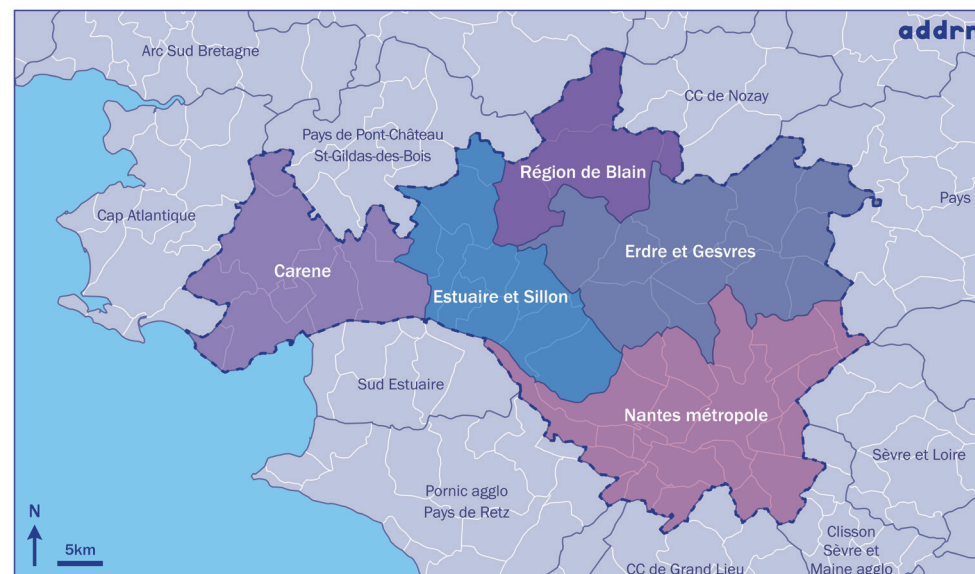 addrn
Arc Sud Bretagne
CC de Nozay
Pays de Pont-Château
St-Gildas-des-Bois
Région de Blain
Cap Atlantique
Pays
Erdre et Gesvres
Carene
Estuaire et Sillon
Sud Estuaire
Nantes métropole
Sèvre et Loire
Pornic agglo
Pays de Retz
N
5km
Clisson
Sèvre et
Maine agglo
CC de Grand Lieu